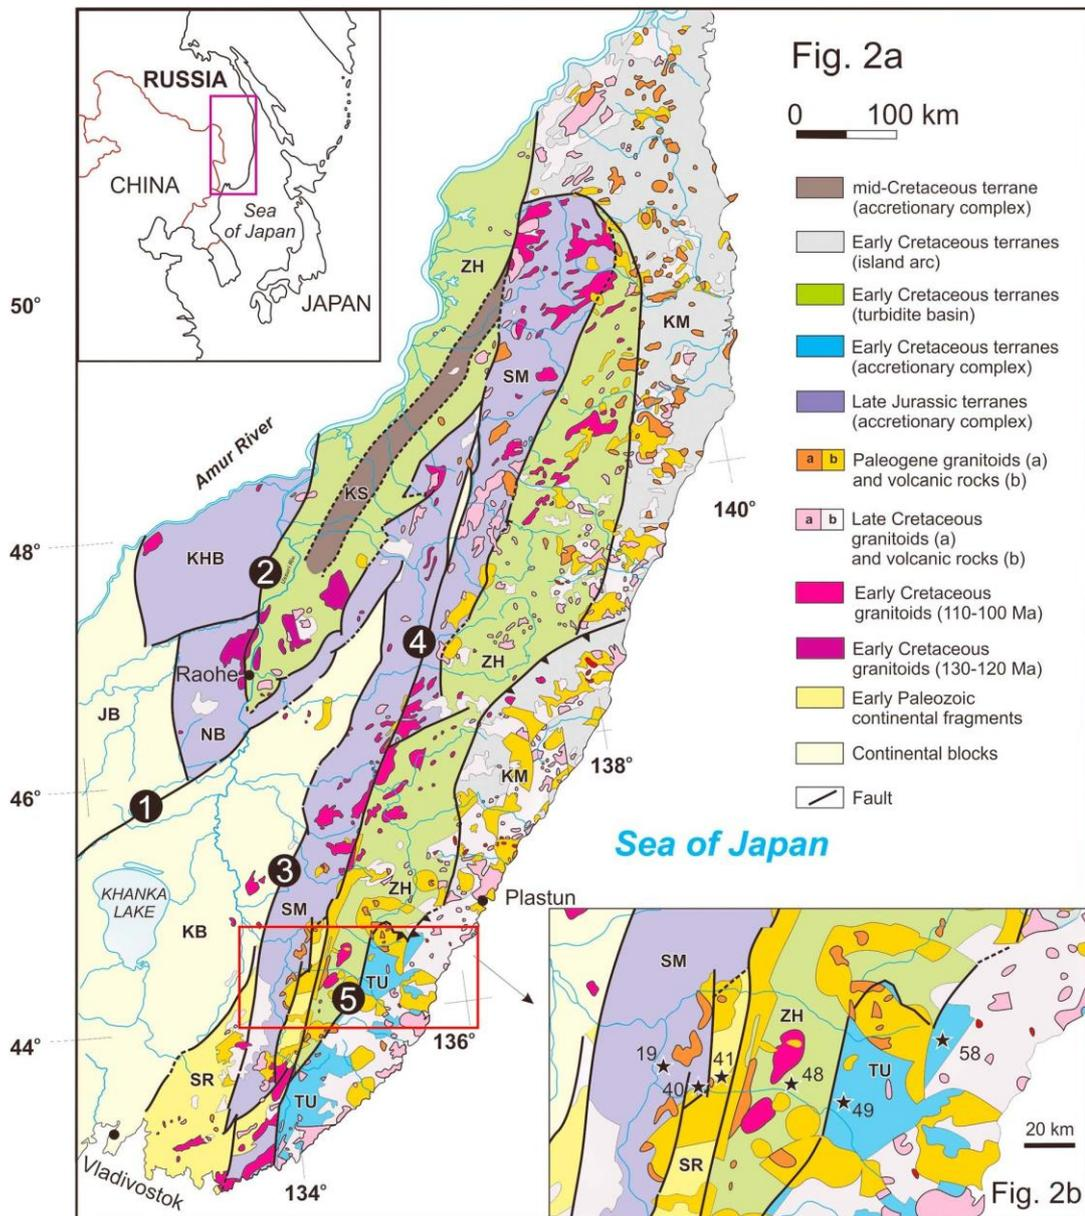 Fig. 2a
0 100 km
RUSSIA
CHINA
Sea
of Japan
JAPAN
mid-Cretaceous terrane
(accretionary complex)
Early Cretaceous terranes
(island arc)
Early Cretaceous terranes
(turbidite basin)
Early Cretaceous terranes
(accretionary complex)
Late Jurassic terranes
(accretionary complex)
a b Paleogene granitoids (a)
and volcanic rocks (b)
a b Late Cretaceous
granitoids (a)
and volcanic rocks (b)
Early Cretaceous
granitoids (110-100 Ma)
Early Cretaceous
granitoids (130-120 Ma)
Early Paleozoic
continental fragments
Continental blocks
Fault
50°
48°
46°
44°
140°
138°
136°
134°
ZH
KM
SM
Amur River
KS
KHB
2
4
ZH
Raohe
JB
NB
1
KM
Sea of Japan
3
ZH
Plastun
KHANKA
LAKE
SM
KB
TU
5
SR
TU
Vladivostok
SM
ZH
58
19
41
48
TU
40
49
20 km
SR
Fig. 2b